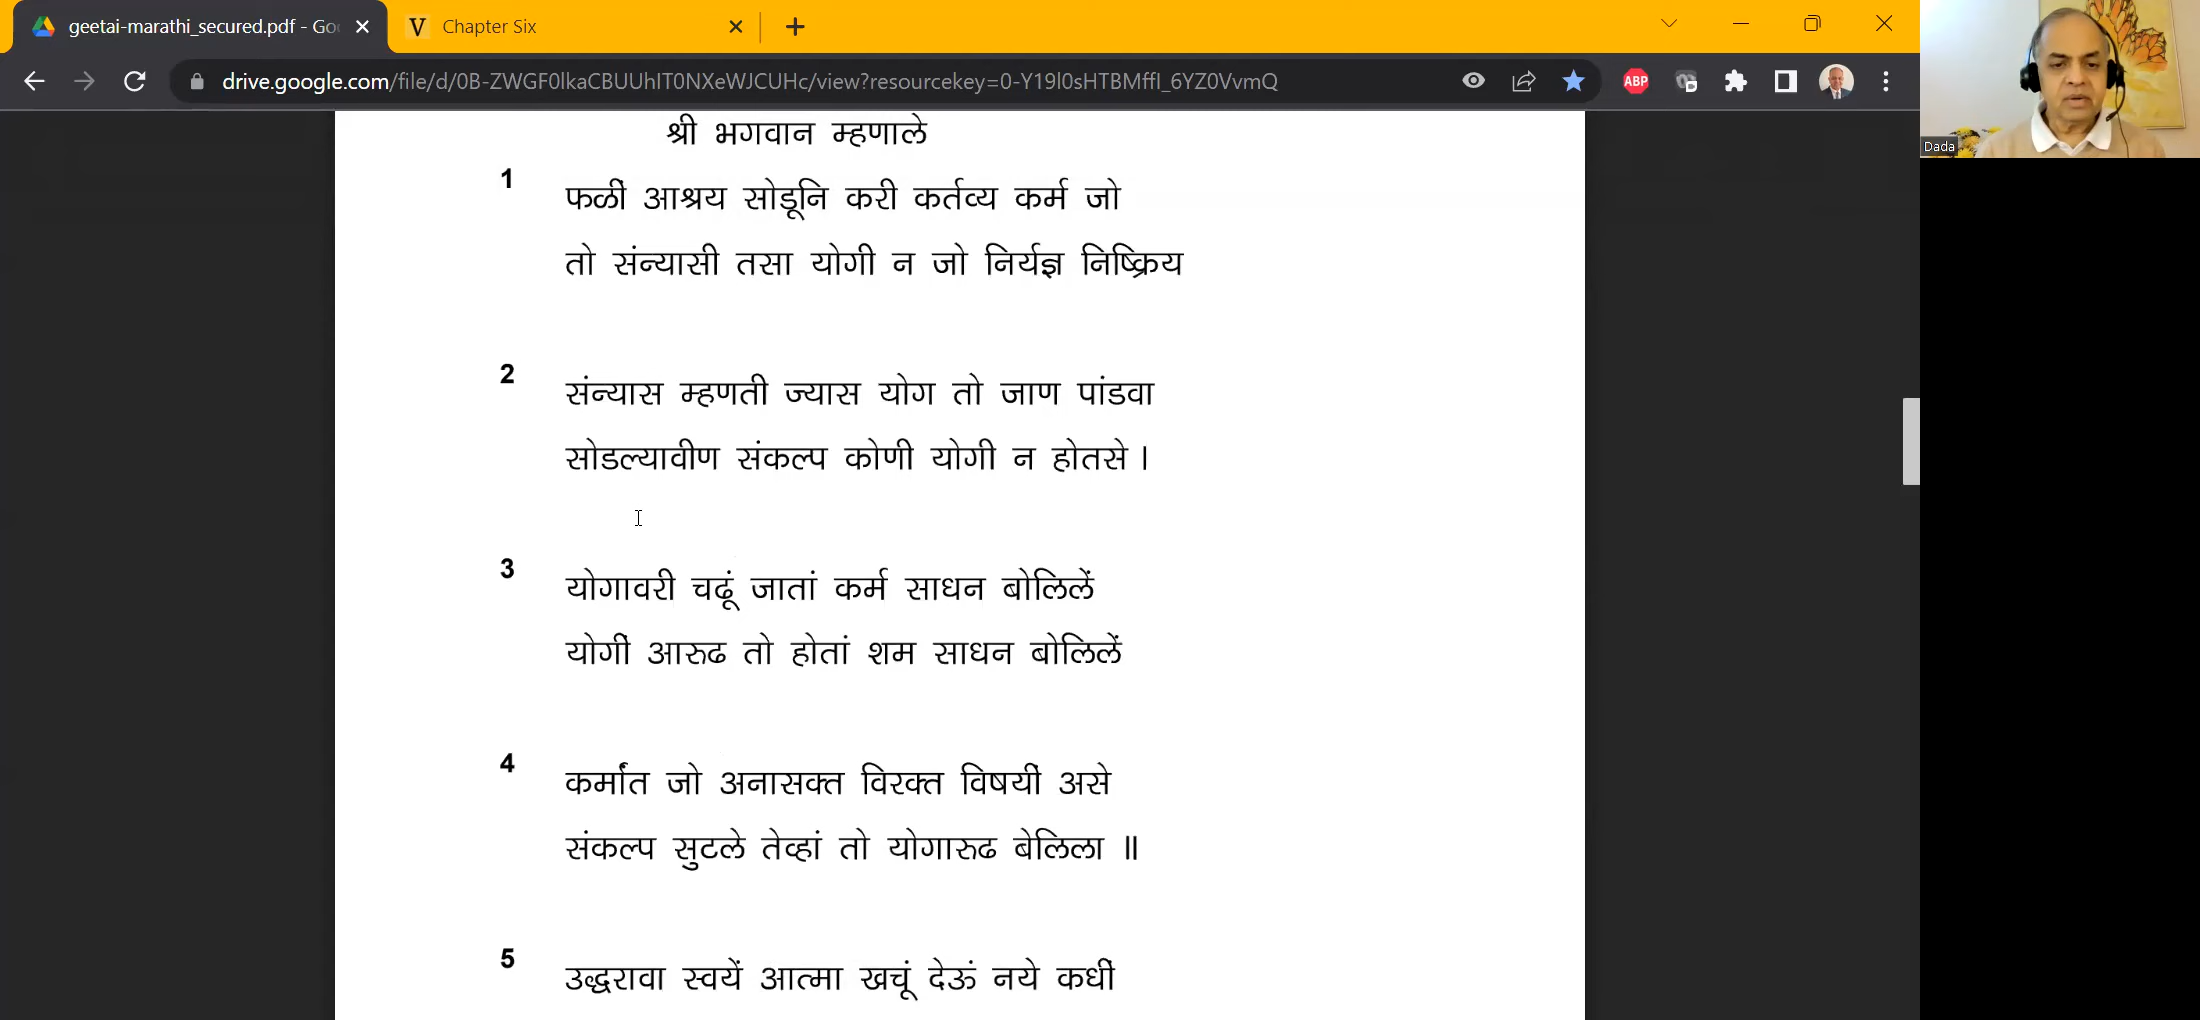 geetai-marathi_secured.pdf - Goo
V Chapter Six
drive.google.com/file/d/0B-ZWGF0lkaCBUUhIT0NXeWJCUHc/view?resourcekey=0-Y19l0sHTBMffI_6YZ0VvmQ
ABP
Dada
श्री भगवान म्हणाले
1 फळीं आश्रय सोडूनि करी कर्तव्य कर्म जो
तो संन्यासी तसा योगी न जो निर्यज्ञ निष्क्रिय
2 संन्यास म्हणती ज्यास योग तो जाण पांडवा
सोडल्यावीण संकल्प कोणी योगी न होतसे ।
3 योगावरी चढूं जातां कर्म साधन बोलिलें
योगीं आरुढ तो होतां शम साधन बोलिलें
4 कर्मांत जो अनासक्त विरक्त विषयीं असे
संकल्प सुटले तेव्हां तो योगारुढ बेलिला ॥
5 उद्धरावा स्वयें आत्मा खचूं देऊं नये कधीं